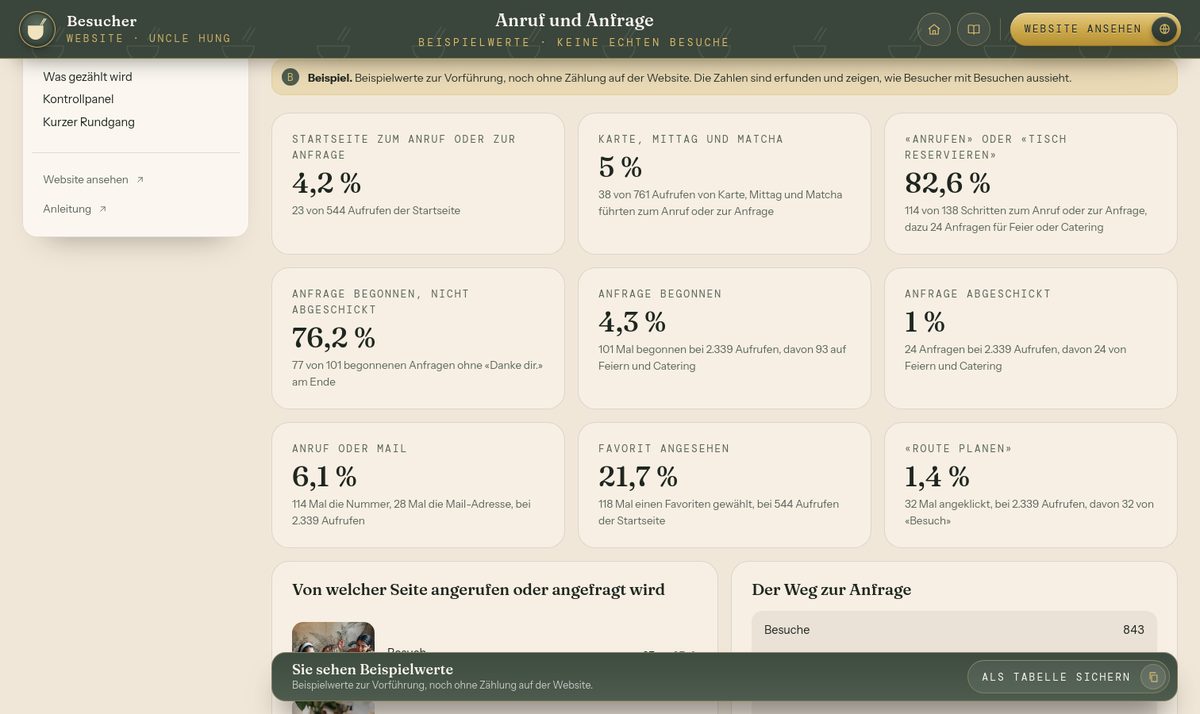 Besucher
WEBSITE · UNCLE HUNG
Anruf und Anfrage
BEISPIELWERTE · KEINE ECHTEN BESUCHE
WEBSITE ANSEHEN
Was gezählt wird
Kontrollpanel
Kurzer Rundgang
Website ansehen ↗
Anleitung ↗
B Beispiel. Beispielwerte zur Vorführung, noch ohne Zählung auf der Website. Die Zahlen sind erfunden und zeigen, wie Besucher mit Besuchen aussieht.
STARTSEITE ZUM ANRUF ODER ZUR
ANFRAGE
4,2 %
23 von 544 Aufrufen der Startseite
KARTE, MITTAG UND MATCHA
5 %
38 von 761 Aufrufen von Karte, Mittag und Matcha
führten zum Anruf oder zur Anfrage
«ANRUFEN» ODER «TISCH
RESERVIEREN»
82,6 %
114 von 138 Schritten zum Anruf oder zur Anfrage,
dazu 24 Anfragen für Feier oder Catering
ANFRAGE BEGONNEN, NICHT
ABGESCHICKT
76,2 %
77 von 101 begonnenen Anfragen ohne «Danke dir.»
am Ende
ANFRAGE BEGONNEN
4,3 %
101 Mal begonnen bei 2.339 Aufrufen, davon 93 auf
Feiern und Catering
ANFRAGE ABGESCHICKT
1 %
24 Anfragen bei 2.339 Aufrufen, davon 24 von
Feiern und Catering
ANRUF ODER MAIL
6,1 %
114 Mal die Nummer, 28 Mal die Mail-Adresse, bei
2.339 Aufrufen
FAVORIT ANGESEHEN
21,7 %
118 Mal einen Favoriten gewählt, bei 544 Aufrufen
der Startseite
«ROUTE PLANEN»
1,4 %
32 Mal angeklickt, bei 2.339 Aufrufen, davon 32 von
«Besuch»
Von welcher Seite angerufen oder angefragt wird
Der Weg zur Anfrage
Besuche 843
Sie sehen Beispielwerte
Beispielwerte zur Vorführung, noch ohne Zählung auf der Website.
ALS TABELLE SICHERN